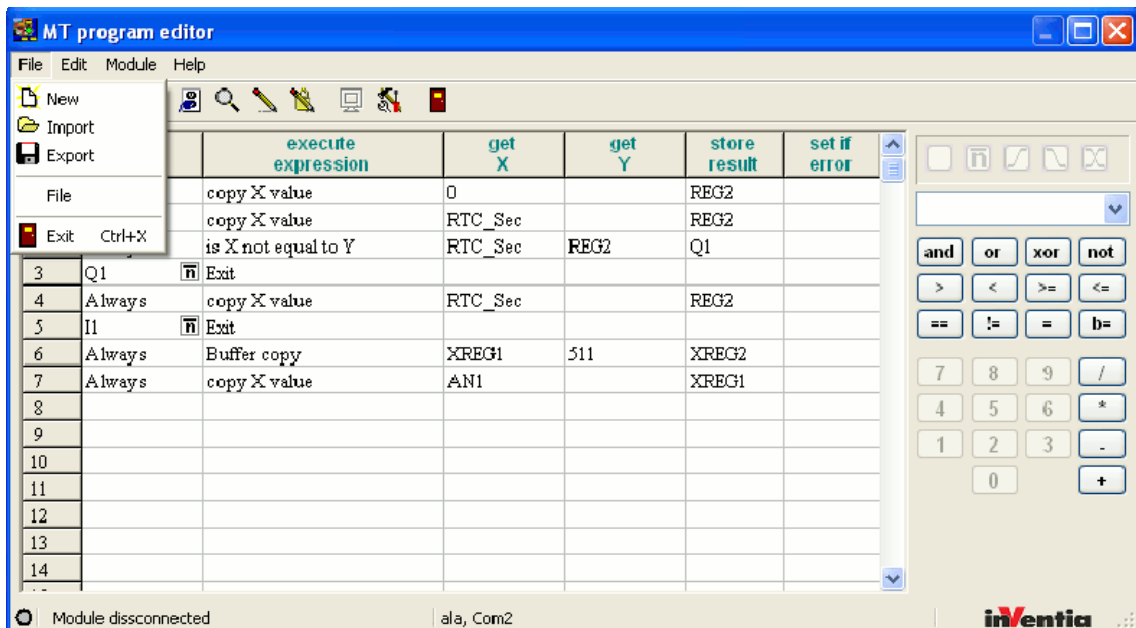 MT program editor
File Edit Module Help
New
Import
Export
File
Exit Ctrl+X
execute expression get X get Y store result set if error
copy X value 0 REG2
copy X value RTC_Sec REG2
is X not equal to Y RTC_Sec REG2 Q1
3 Q1 n Exit
4 Always copy X value RTC_Sec REG2
5 I1 n Exit
6 Always Buffer copy XREG1 511 XREG2
7 Always copy X value AN1 XREG1
8
9
10
11
12
13
14
n
and or xor not
> < >= <=
== != = b=
7 8 9 /
4 5 6 *
1 2 3 -
0 +
Module dissconnected ala, Com2 inVentia